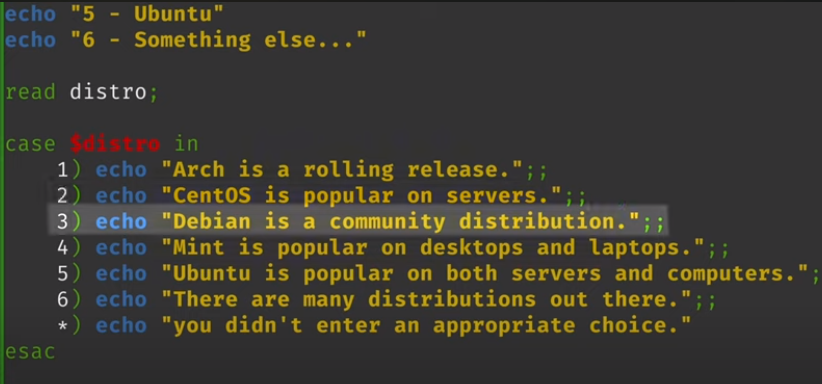 echo "5 - Ubuntu"
echo "6 - Something else..."
read distro;
case $distro in
1) echo "Arch is a rolling release.";;
2) echo "CentOS is popular on servers.";;
3) echo "Debian is a community distribution.";;
4) echo "Mint is popular on desktops and laptops.";;
5) echo "Ubuntu is popular on both servers and computers.";
6) echo "There are many distributions out there.";;
*) echo "you didn't enter an appropriate choice."
esac